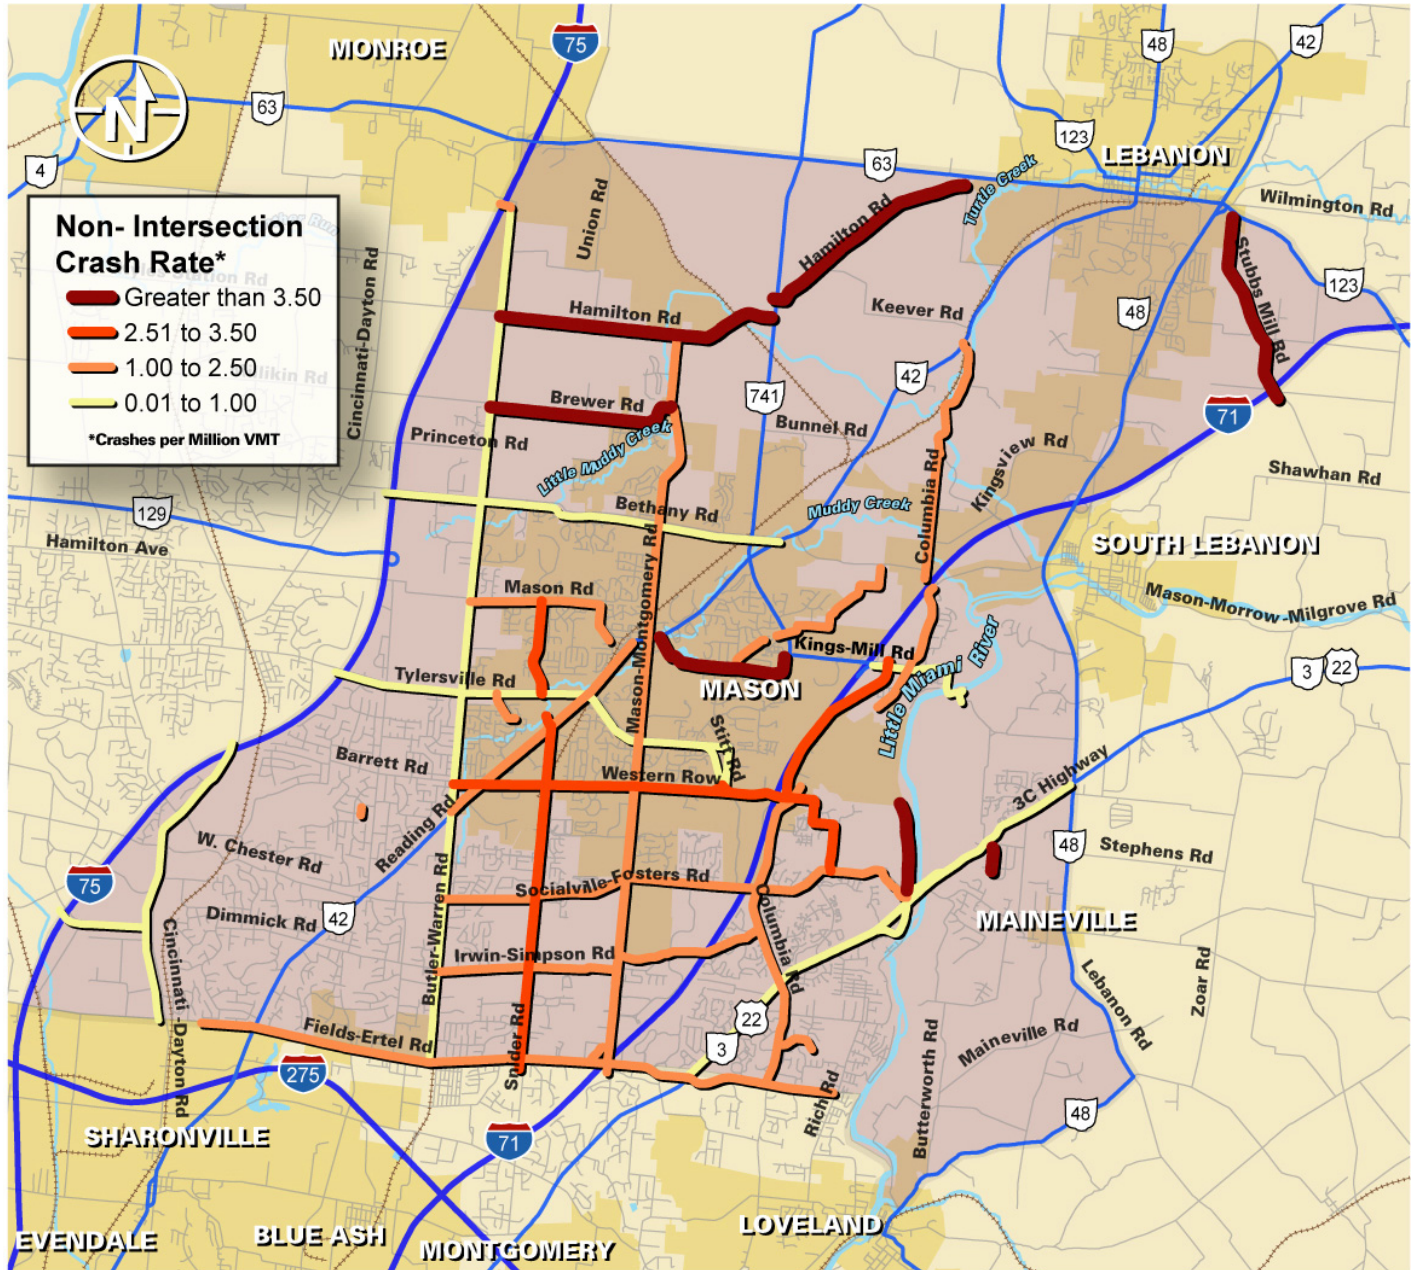 MONROE
75
48
42
63
N
4
123
LEBANON
63
Turtle Creek
Wilmington Rd
Non- Intersection
Crash Rate*
Greater than 3.50
2.51 to 3.50
1.00 to 2.50
0.01 to 1.00
*Crashes per Million VMT
Union Rd
Hamilton Rd
Stubbs Mill Rd
123
Cincinnati-Dayton Rd
Hamilton Rd
Keever Rd
48
42
741
71
Brewer Rd
Princeton Rd
Bunnel Rd
Kingsview Rd
Little Muddy Creek
Shawhan Rd
129
Bethany Rd
Muddy Creek
Columbia Rd
Hamilton Ave
SOUTH LEBANON
Mason Rd
Mason-Montgomery Rd
Mason-Morrow-Milgrove Rd
Kings-Mill Rd
Little Miami River
3
22
Tylersville Rd
MASON
Stitt Rd
Barrett Rd
Western Row
3C Highway
Reading Rd
W. Chester Rd
48
Stephens Rd
75
Socialville-Fosters Rd
Butler-Warren Rd
Dimmick Rd
42
Columbia Rd
MAINEVILLE
Cincinnati -Dayton Rd
Irwin-Simpson Rd
Lebanon Rd
Zoar Rd
22
3
Fields-Ertel Rd
Snider Rd
Maineville Rd
Butterworth Rd
275
Rich Rd
48
SHARONVILLE
71
EVENDALE
BLUE ASH
MONTGOMERY
LOVELAND